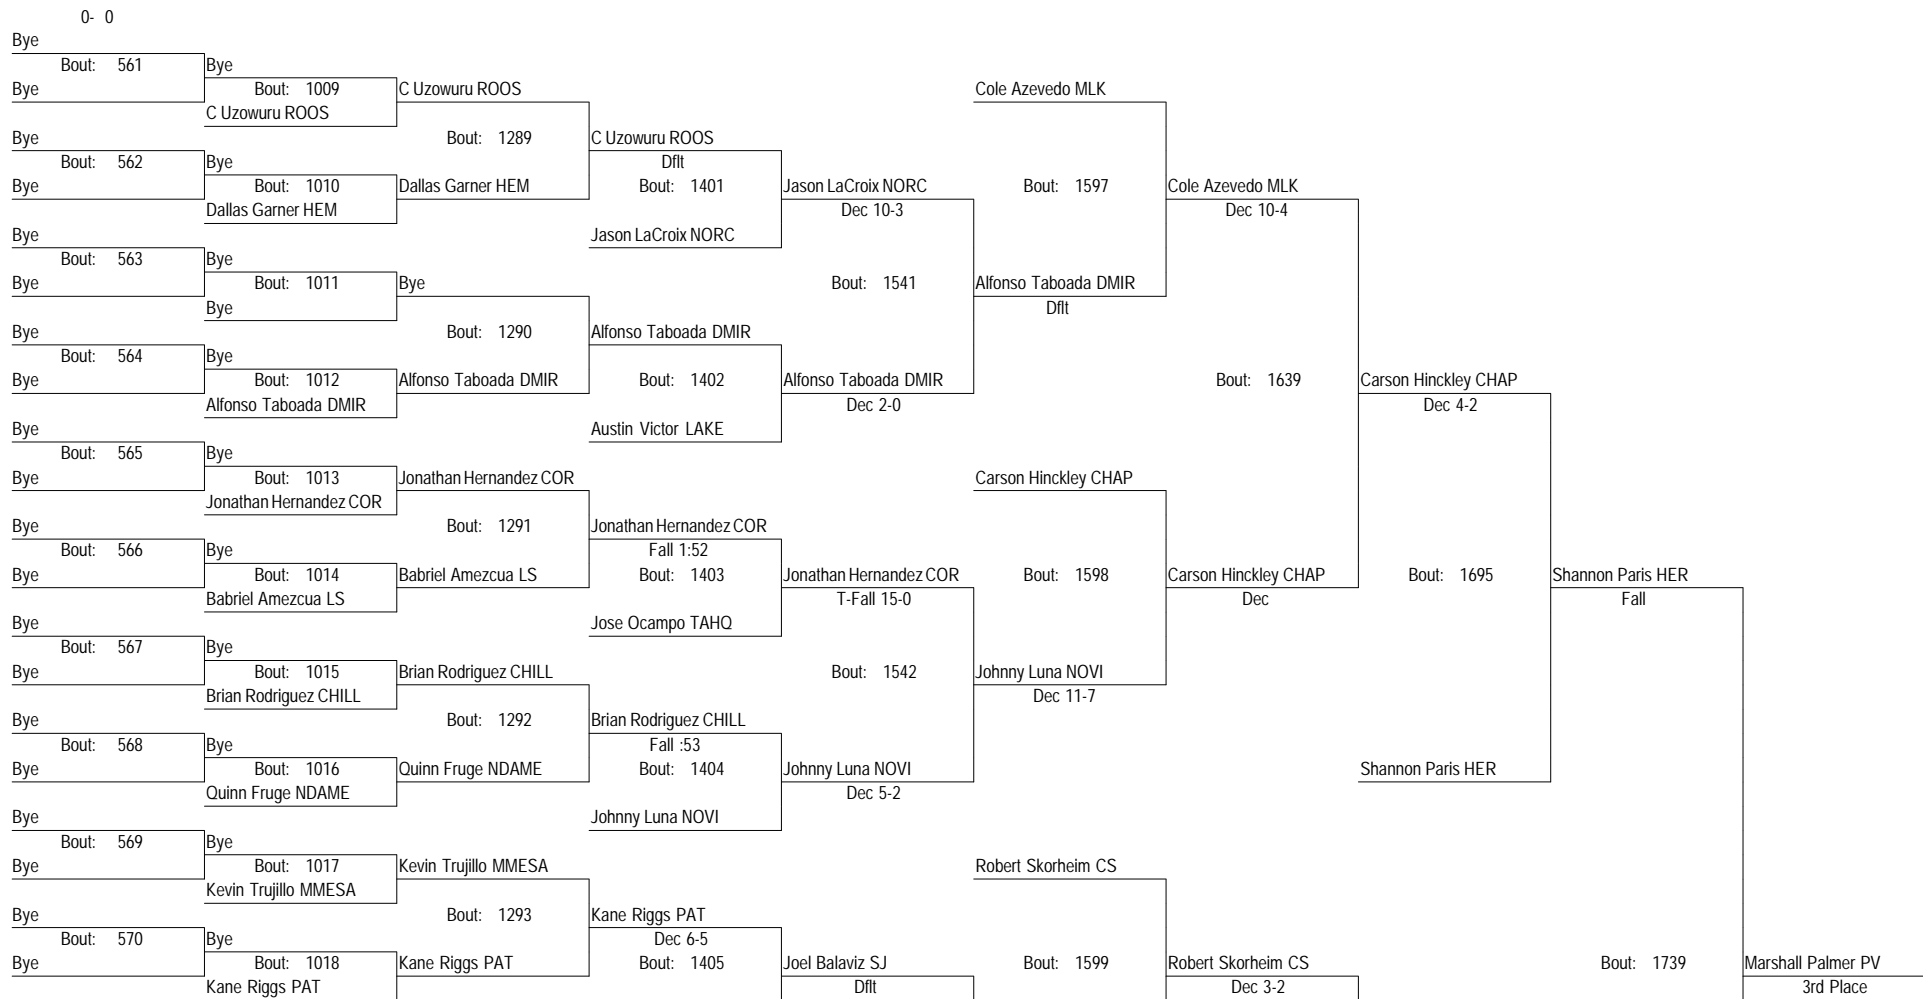 0- 0
Bye
Bout: 561
Bye
Bye
Bout: 1009
C Uzowuru ROOS
Cole Azevedo MLK
C Uzowuru ROOS
Bye
Bout: 1289
C Uzowuru ROOS
Bout: 562
Bye
Dflt
Bye
Bout: 1010
Dallas Garner HEM
Bout: 1401
Jason LaCroix NORC
Bout: 1597
Cole Azevedo MLK
Dallas Garner HEM
Dec 10-3
Dec 10-4
Bye
Jason LaCroix NORC
Bout: 563
Bye
Bye
Bout: 1011
Bye
Bout: 1541
Alfonso Taboada DMIR
Bye
Dflt
Bye
Bout: 1290
Alfonso Taboada DMIR
Bout: 564
Bye
Bye
Bout: 1012
Alfonso Taboada DMIR
Bout: 1402
Alfonso Taboada DMIR
Bout: 1639
Carson Hinckley CHAP
Alfonso Taboada DMIR
Dec 2-0
Dec 4-2
Bye
Austin Victor LAKE
Bout: 565
Bye
Bye
Bout: 1013
Jonathan Hernandez COR
Carson Hinckley CHAP
Jonathan Hernandez COR
Bye
Bout: 1291
Jonathan Hernandez COR
Bout: 566
Bye
Fall 1:52
Bye
Bout: 1014
Babriel Amezcua LS
Bout: 1403
Jonathan Hernandez COR
Bout: 1598
Carson Hinckley CHAP
Bout: 1695
Shannon Paris HER
Babriel Amezcua LS
T-Fall 15-0
Dec
Fall
Bye
Jose Ocampo TAHQ
Bout: 567
Bye
Bye
Bout: 1015
Brian Rodriguez CHILL
Bout: 1542
Johnny Luna NOVI
Brian Rodriguez CHILL
Dec 11-7
Bye
Bout: 1292
Brian Rodriguez CHILL
Bout: 568
Bye
Fall :53
Bye
Bout: 1016
Quinn Fruge NDAME
Bout: 1404
Johnny Luna NOVI
Shannon Paris HER
Quinn Fruge NDAME
Dec 5-2
Bye
Johnny Luna NOVI
Bout: 569
Bye
Bye
Bout: 1017
Kevin Trujillo MMESA
Robert Skorheim CS
Kevin Trujillo MMESA
Bye
Bout: 1293
Kane Riggs PAT
Bout: 570
Bye
Dec 6-5
Bye
Bout: 1018
Kane Riggs PAT
Bout: 1405
Joel Balaviz SJ
Bout: 1599
Robert Skorheim CS
Bout: 1739
Marshall Palmer PV
Kane Riggs PAT
Dflt
Dec 3-2
3rd Place